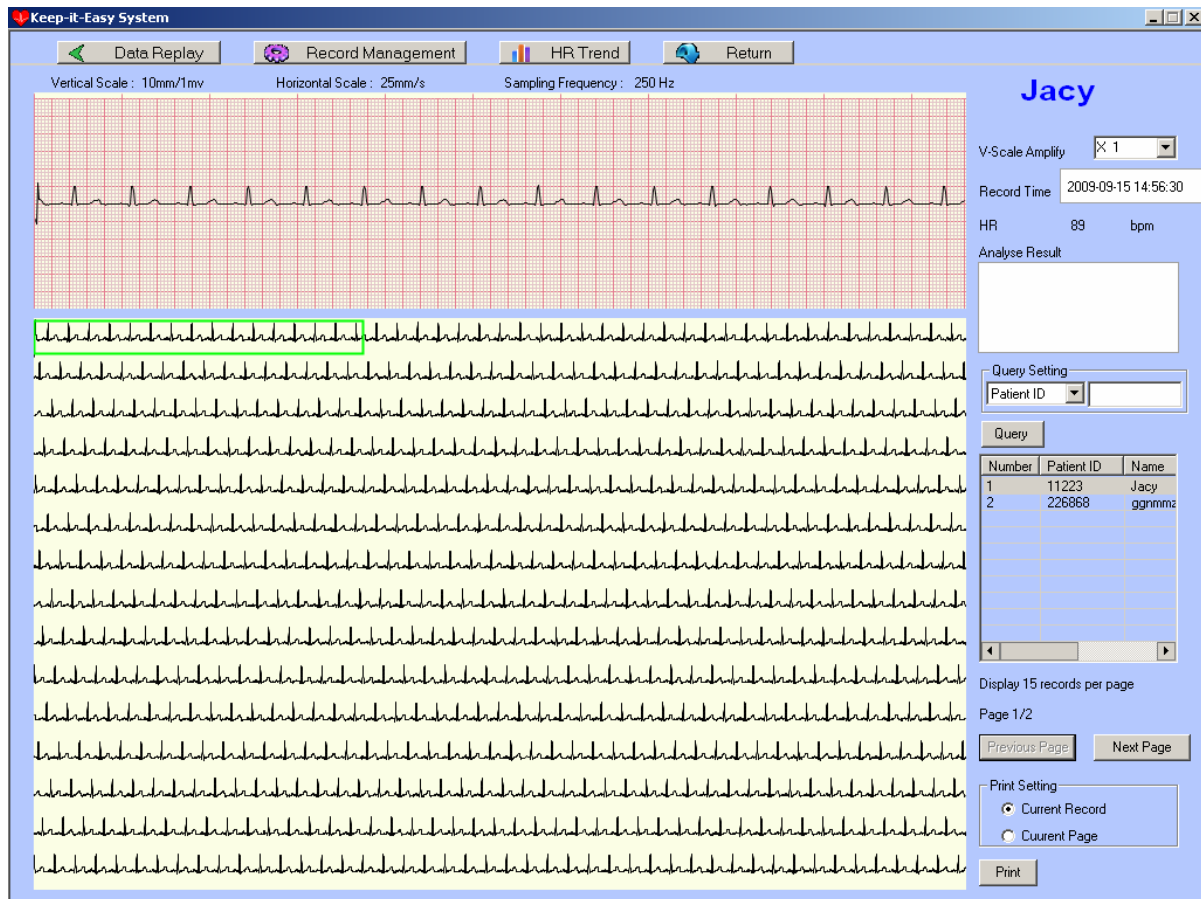 Keep-it-Easy System
Data Replay Record Management HR Trend Return
Vertical Scale : 10mm/1mv Horizontal Scale : 25mm/s Sampling Frequency : 250 Hz
Jacy
V-Scale Amplify X 1
Record Time 2009-09-15 14:56:30
HR 89 bpm
Analyse Result
Query Setting
Patient ID
Query
Number Patient ID Name
1 11223 Jacy
2 226868 ggnmmz
Display 15 records per page
Page 1/2
Previous Page Next Page
Print Setting
Current Record
Cuurent Page
Print